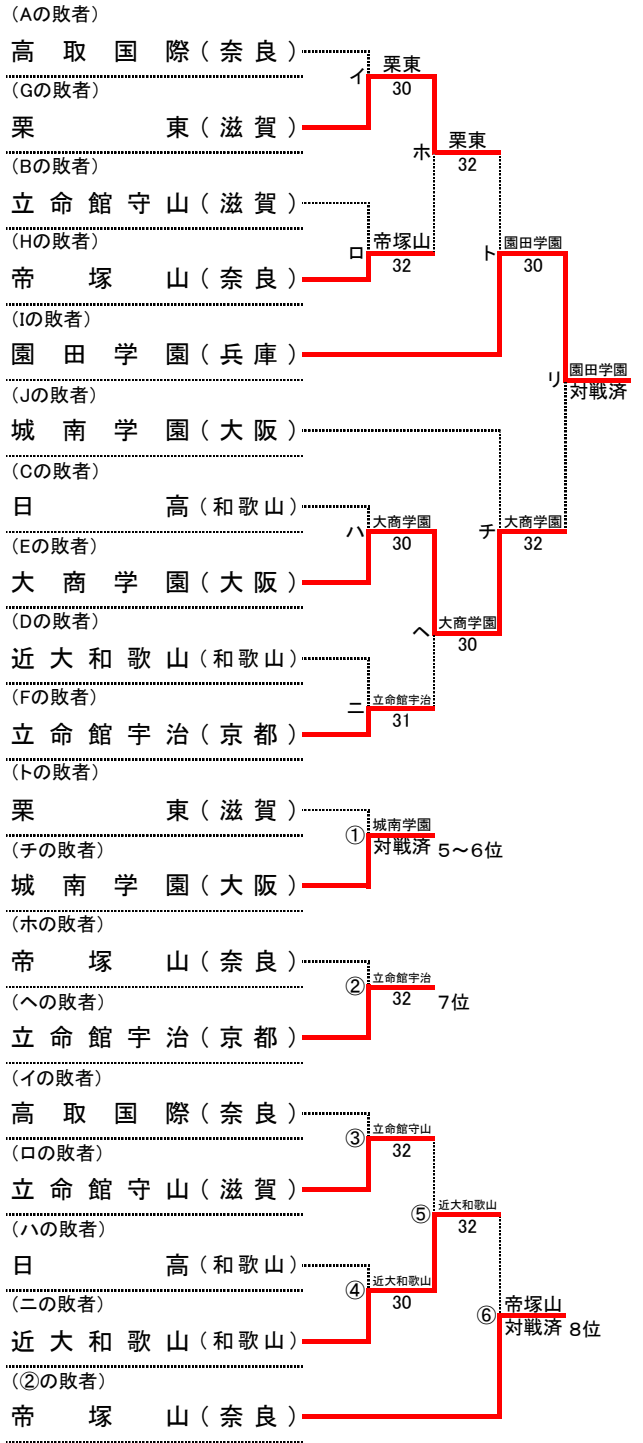 (Aの敗者)
高取国際(奈良)
(Gの敗者)
栗東(滋賀)
イ
栗東
30
(Bの敗者)
立命館守山(滋賀)
(Hの敗者)
帝塚山(奈良)
ロ
帝塚山
32
ホ
栗東
32
(Iの敗者)
園田学園(兵庫)
ト
園田学園
30
(Jの敗者)
城南学園(大阪)
リ
園田学園
対戦済
(Cの敗者)
日高(和歌山)
(Eの敗者)
大商学園(大阪)
ハ
大商学園
30
チ
大商学園
32
(Dの敗者)
近大和歌山(和歌山)
(Fの敗者)
立命館宇治(京都)
ヘ
大商学園
30
ニ
立命館宇治
31
(トの敗者)
栗東(滋賀)
(チの敗者)
城南学園(大阪)
①
城南学園
対戦済 5～6位
(ホの敗者)
帝塚山(奈良)
(ヘの敗者)
立命館宇治(京都)
②
立命館宇治
32 7位
(イの敗者)
高取国際(奈良)
(ロの敗者)
立命館守山(滋賀)
③
立命館守山
32
(ハの敗者)
日高(和歌山)
(ニの敗者)
近大和歌山(和歌山)
④
近大和歌山
30
⑤
近大和歌山
32
(②の敗者)
帝塚山(奈良)
⑥
帝塚山
対戦済 8位